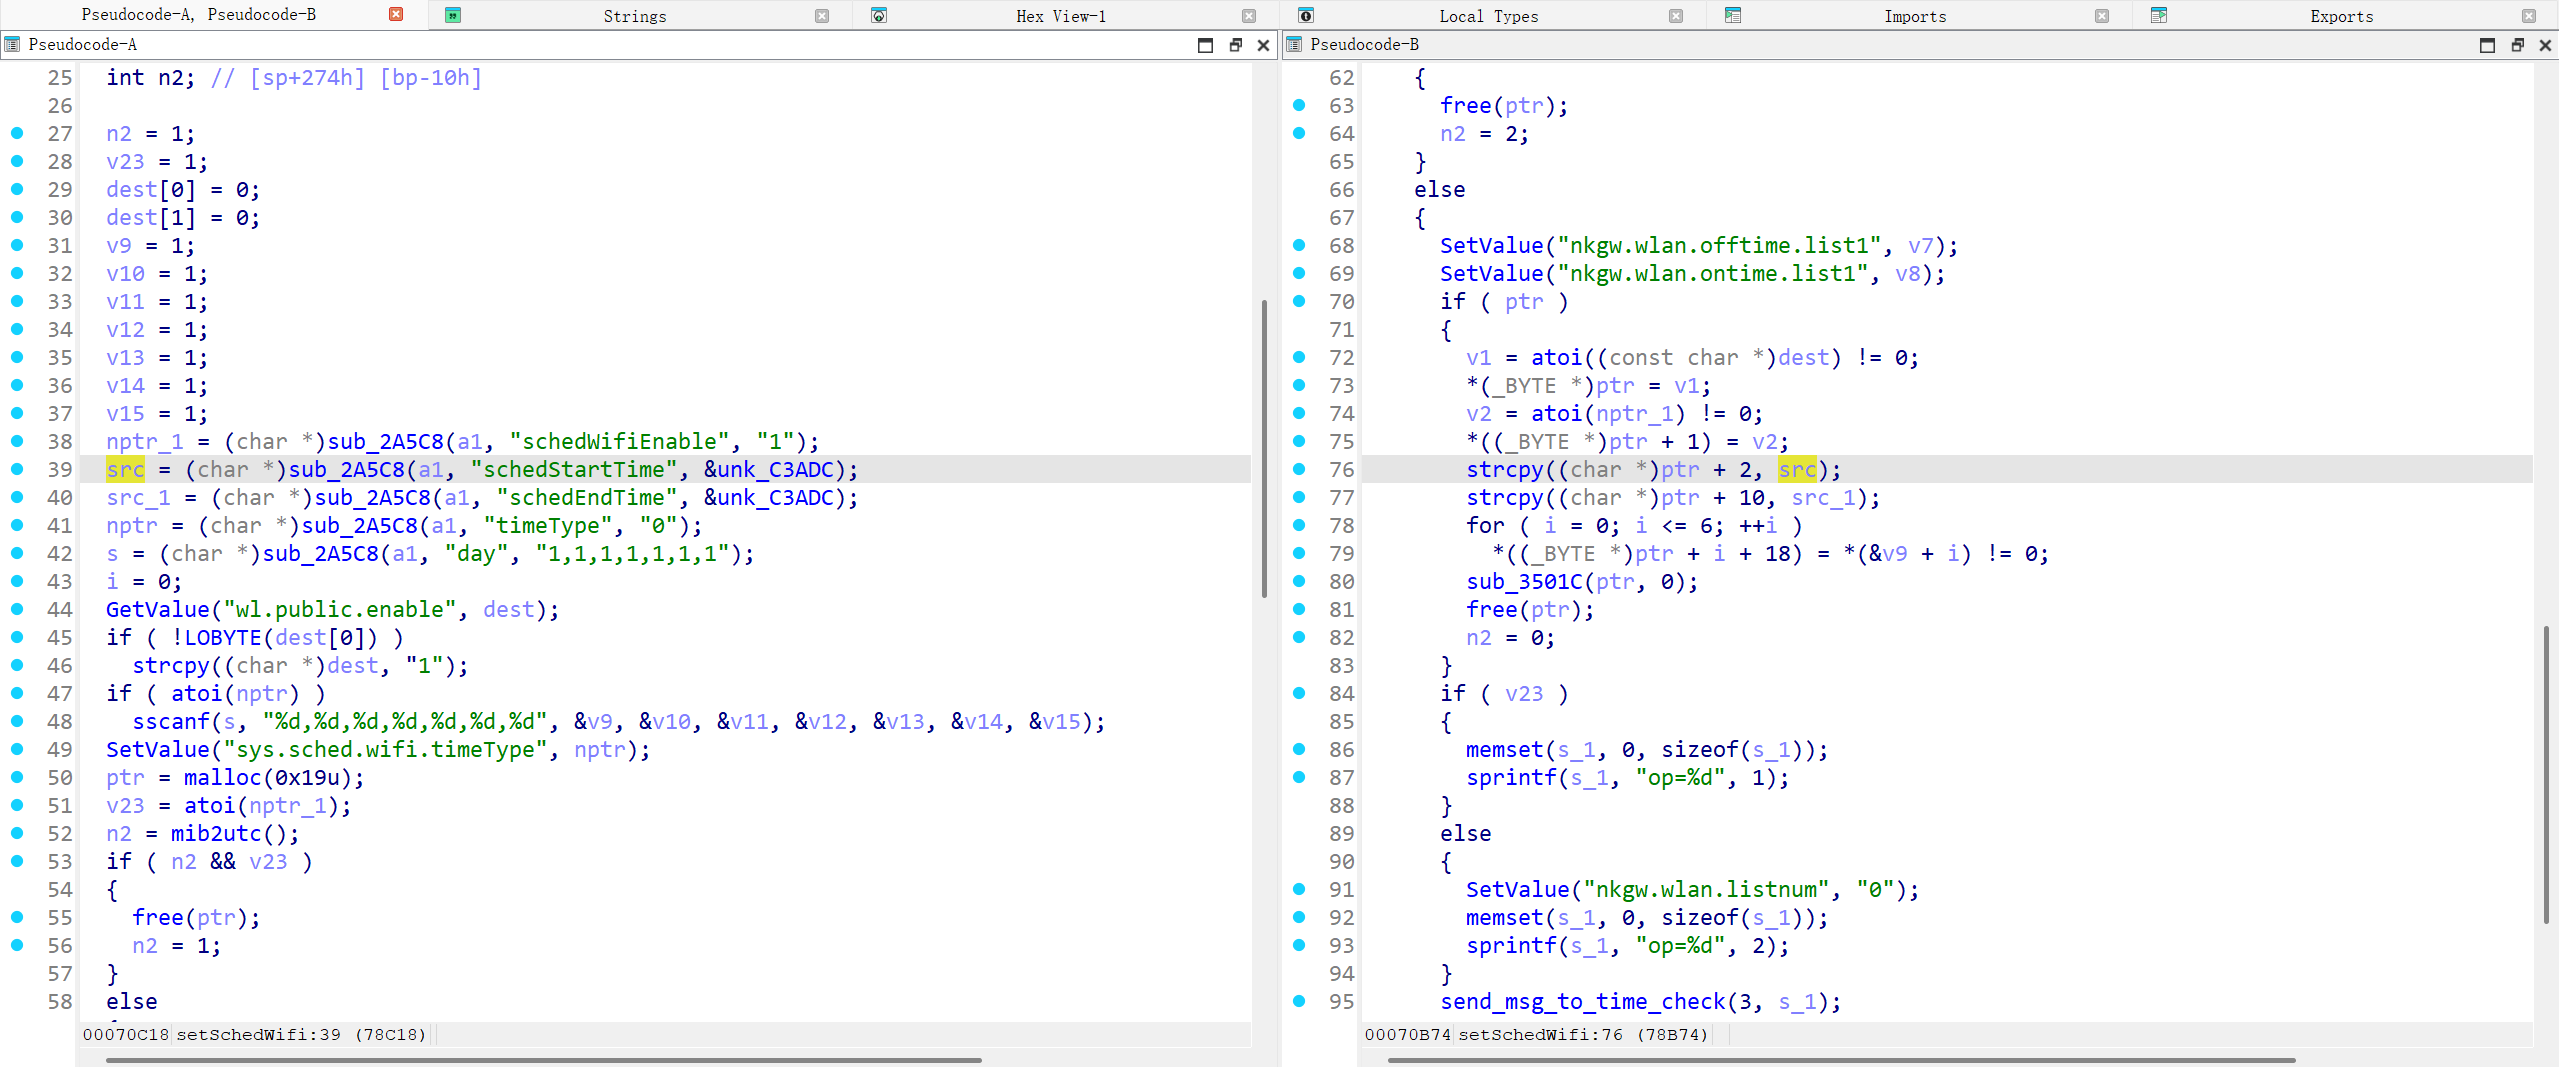 Pseudocode-A, Pseudocode-B
Strings
Hex View-1
Local Types
Imports
Exports
Pseudocode-A
25 int n2; // [sp+274h] [bp-10h]
26
27 n2 = 1;
28 v23 = 1;
29 dest[0] = 0;
30 dest[1] = 0;
31 v9 = 1;
32 v10 = 1;
33 v11 = 1;
34 v12 = 1;
35 v13 = 1;
36 v14 = 1;
37 v15 = 1;
38 nptr_1 = (char *)sub_2A5C8(a1, "schedWifiEnable", "1");
39 src = (char *)sub_2A5C8(a1, "schedStartTime", &unk_C3ADC);
40 src_1 = (char *)sub_2A5C8(a1, "schedEndTime", &unk_C3ADC);
41 nptr = (char *)sub_2A5C8(a1, "timeType", "0");
42 s = (char *)sub_2A5C8(a1, "day", "1,1,1,1,1,1,1");
43 i = 0;
44 GetValue("wl.public.enable", dest);
45 if ( !LOBYTE(dest[0]) )
46 strcpy((char *)dest, "1");
47 if ( atoi(nptr) )
48 sscanf(s, "%d,%d,%d,%d,%d,%d,%d", &v9, &v10, &v11, &v12, &v13, &v14, &v15);
49 SetValue("sys.sched.wifi.timeType", nptr);
50 ptr = malloc(0x19u);
51 v23 = atoi(nptr_1);
52 n2 = mib2utc();
53 if ( n2 && v23 )
54 {
55 free(ptr);
56 n2 = 1;
57 }
58 else
00070C18 setSchedWifi:39 (78C18)
Pseudocode-B
62 {
63 free(ptr);
64 n2 = 2;
65 }
66 else
67 {
68 SetValue("nkgw.wlan.offtime.list1", v7);
69 SetValue("nkgw.wlan.ontime.list1", v8);
70 if ( ptr )
71 {
72 v1 = atoi((const char *)dest) != 0;
73 *(_BYTE *)ptr = v1;
74 v2 = atoi(nptr_1) != 0;
75 *((_BYTE *)ptr + 1) = v2;
76 strcpy((char *)ptr + 2, src);
77 strcpy((char *)ptr + 10, src_1);
78 for ( i = 0; i <= 6; ++i )
79 *((_BYTE *)ptr + i + 18) = *(&v9 + i) != 0;
80 sub_3501C(ptr, 0);
81 free(ptr);
82 n2 = 0;
83 }
84 if ( v23 )
85 {
86 memset(s_1, 0, sizeof(s_1));
87 sprintf(s_1, "op=%d", 1);
88 }
89 else
90 {
91 SetValue("nkgw.wlan.listnum", "0");
92 memset(s_1, 0, sizeof(s_1));
93 sprintf(s_1, "op=%d", 2);
94 }
95 send_msg_to_time_check(3, s_1);
00070B74 setSchedWifi:76 (78B74)